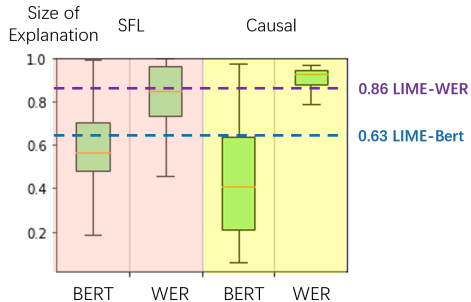 Size of
Explanation
SFL
Causal
1.0
0.8
0.6
0.4
0.2
0.86 LIME-WER
0.63 LIME-Bert
BERT
WER
BERT
WER